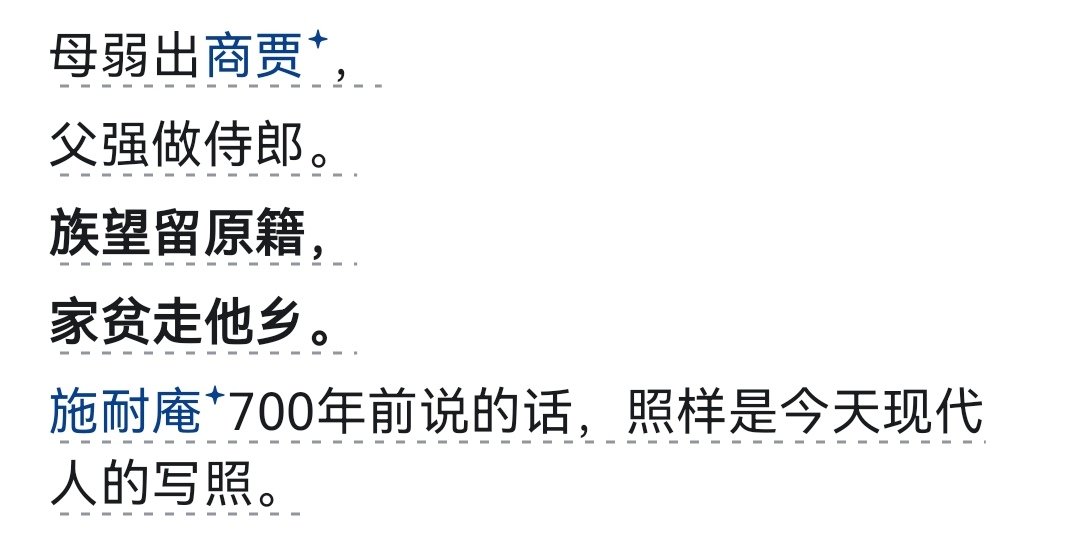 母弱出商贾，
父强做侍郎。
族望留原籍，
家贫走他乡。
施耐庵700年前说的话，照样是今天现代
人的写照。